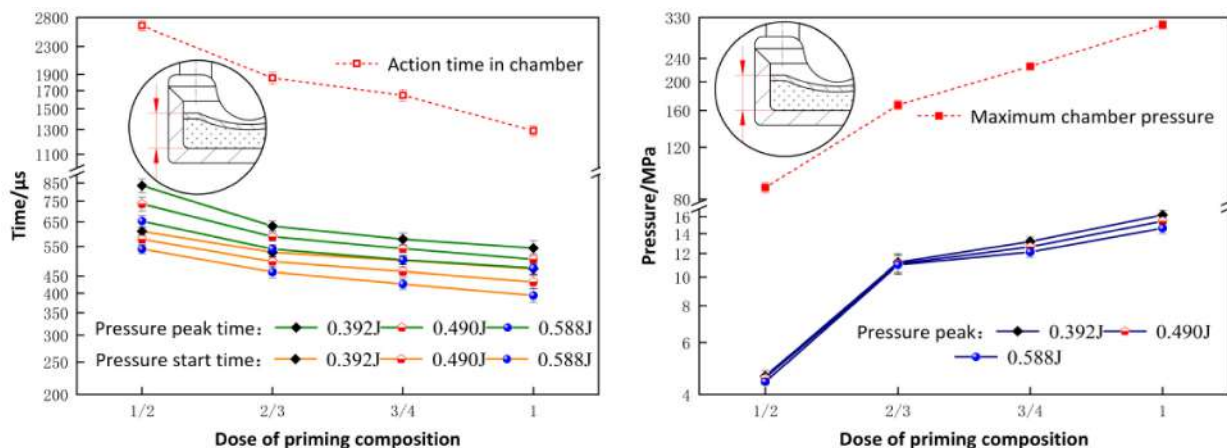 2800
2300
1900
1700
1500
1300
1100
850
750
650
550
450
400
350
300
250
200
Time/μs
Action time in chamber
Pressure peak time： 0.392J 0.490J 0.588J
Pressure start time： 0.392J 0.490J 0.588J
1/2 2/3 3/4 1
Dose of priming composition
330
240
200
160
120
80
16
14
12
10
6
4
Pressure/MPa
Maximum chamber pressure
Pressure peak： 0.392J 0.490J
0.588J
1/2 2/3 3/4 1
Dose of priming composition